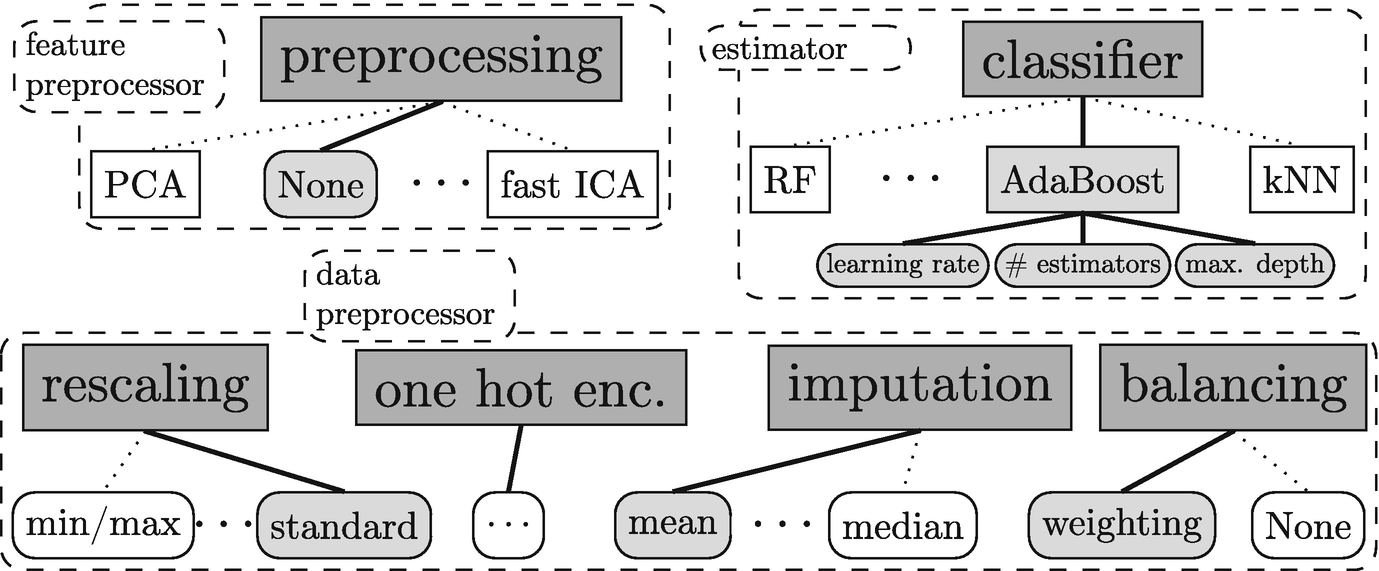 feature
preprocessor
preprocessing
PCA
None
· · ·
fast ICA
estimator
classifier
RF
· · ·
AdaBoost
kNN
learning rate
# estimators
max. depth
data
preprocessor
rescaling
one hot enc.
imputation
balancing
min/max
· · ·
standard
· · ·
mean
· · ·
median
weighting
None